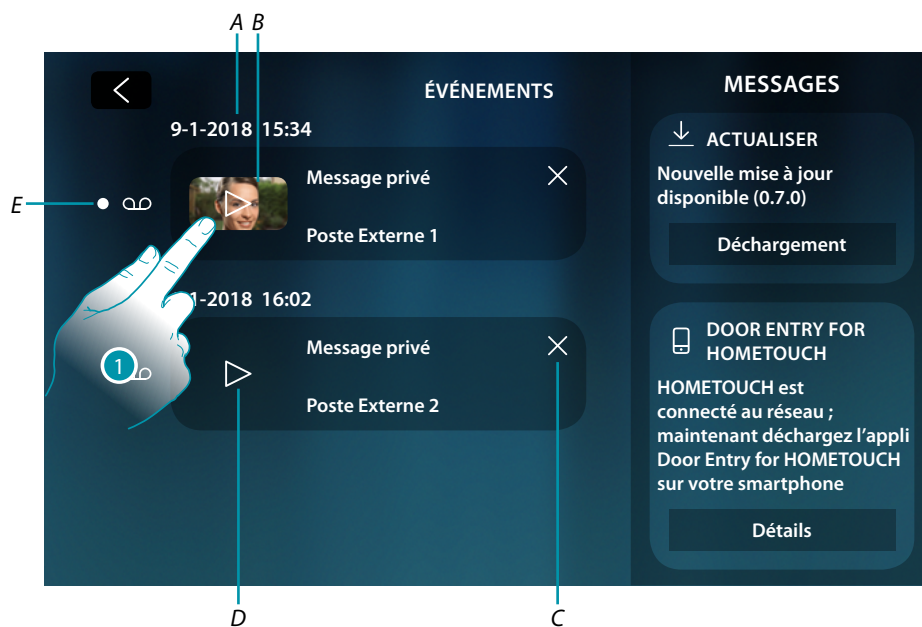 A B
ÉVÉNEMENTS
9-1-2018 15:34
Message privé
Poste Externe 1
E
1-2018 16:02
1
Message privé
Poste Externe 2
D
C
MESSAGES
ACTUALISER
Nouvelle mise à jour
disponible (0.7.0)
Déchargement
DOOR ENTRY FOR
HOMETOUCH
HOMETOUCH est
connecté au réseau ;
maintenant déchargez l’appli
Door Entry for HOMETOUCH
sur votre smartphone
Détails